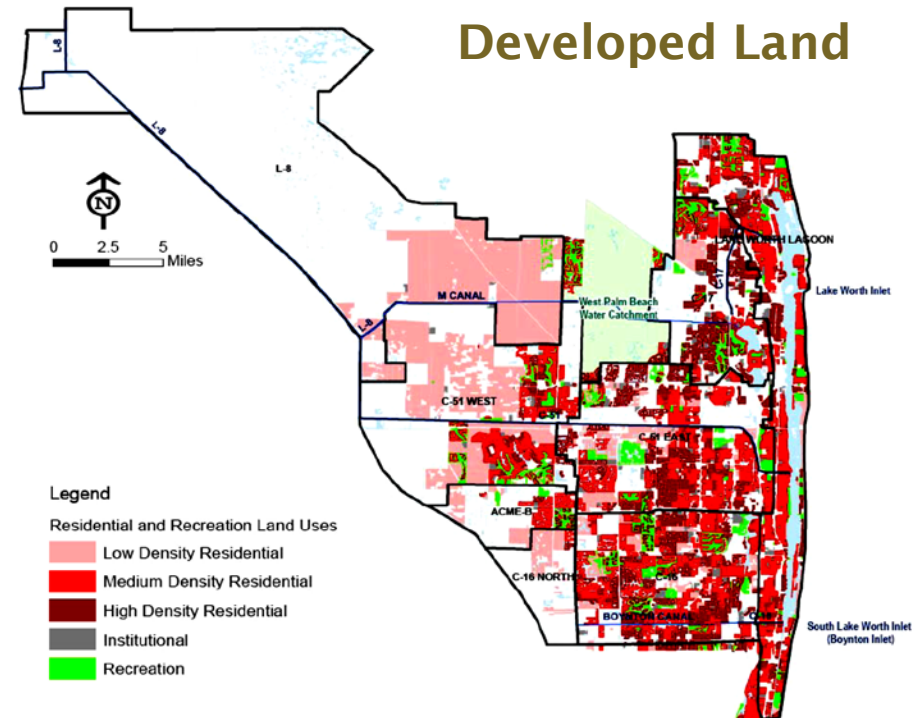 Developed Land
L-8
L-8
L-8
N
0 2.5 5
Miles
LAKE WORTH LAGOON
C-17
C-17
Lake Worth Inlet
M CANAL
West Palm Beach
Water Catchment
L-8
C-51 WEST
C-51
C-51 EAST
ACME-B
C-16 NORTH
C-16
BOYNTON CANAL
C-16
South Lake Worth Inlet
(Boynton Inlet)
Legend
Residential and Recreation Land Uses
Low Density Residential
Medium Density Residential
High Density Residential
Institutional
Recreation